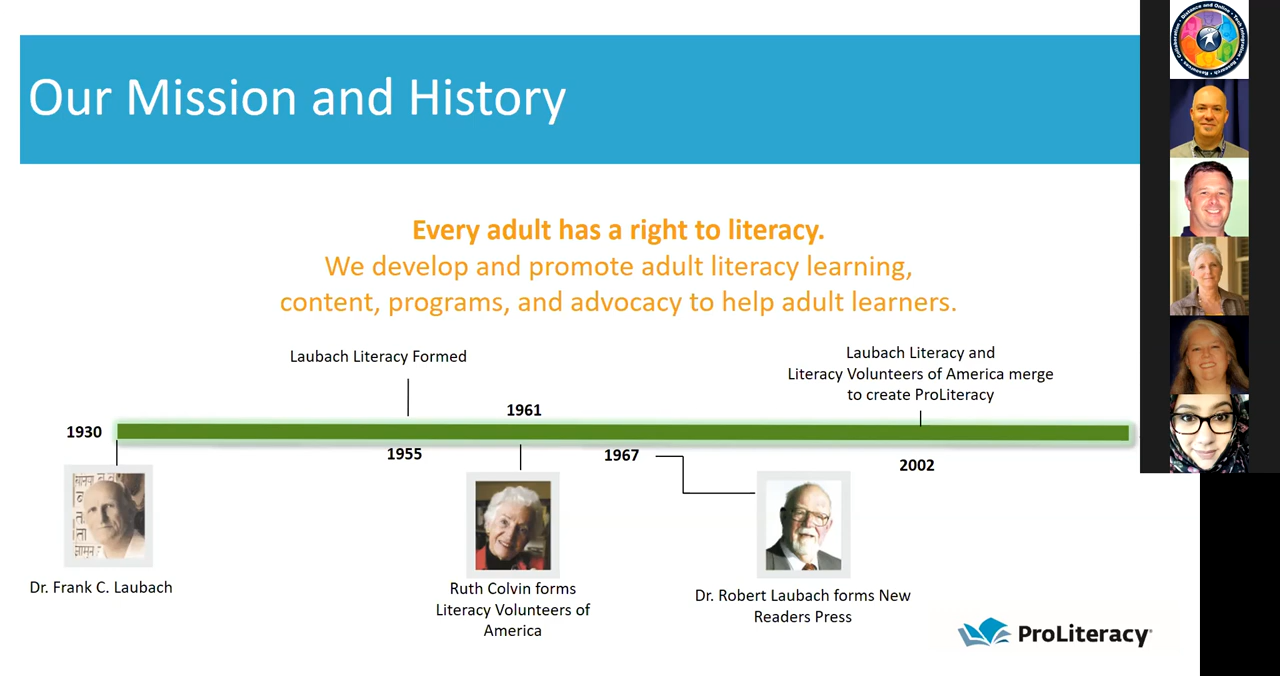 Our Mission and History
Every adult has a right to literacy.
We develop and promote adult literacy learning,
content, programs, and advocacy to help adult learners.
Laubach Literacy Formed
Laubach Literacy and
Literacy Volunteers of America merge
to create ProLiteracy
1930
1955
1961
1967
2002
Dr. Frank C. Laubach
Ruth Colvin forms
Literacy Volunteers of
America
Dr. Robert Laubach forms New
Readers Press
ProLiteracy